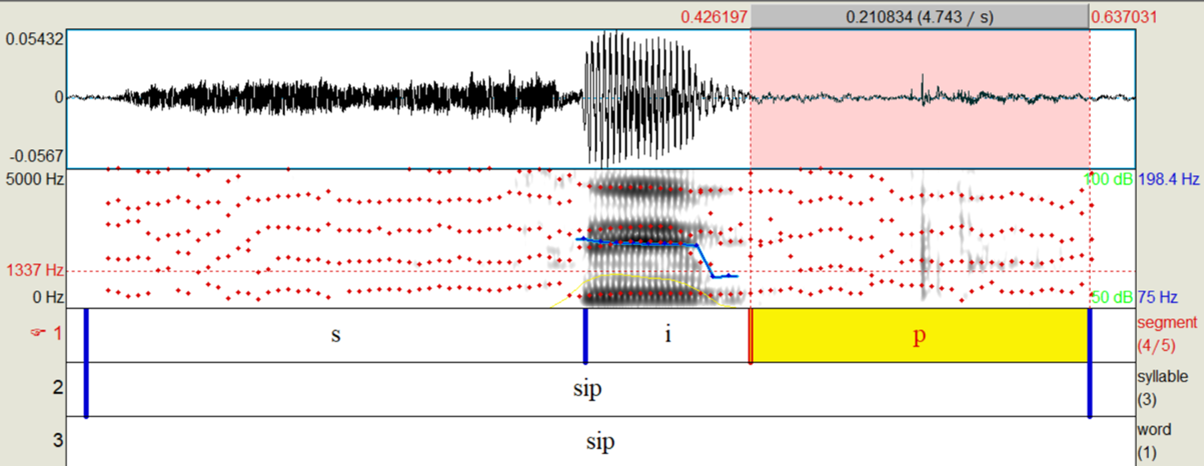 0.426197 0.210834 (4.743 / s) 0.637031
0.05432
0
-0.0567
5000 Hz 100 dB 198.4 Hz
1337 Hz
0 Hz 50 dB 75 Hz
☞ 1 s i p segment
(4/5)
2 sip syllable
(3)
3 sip word
(1)